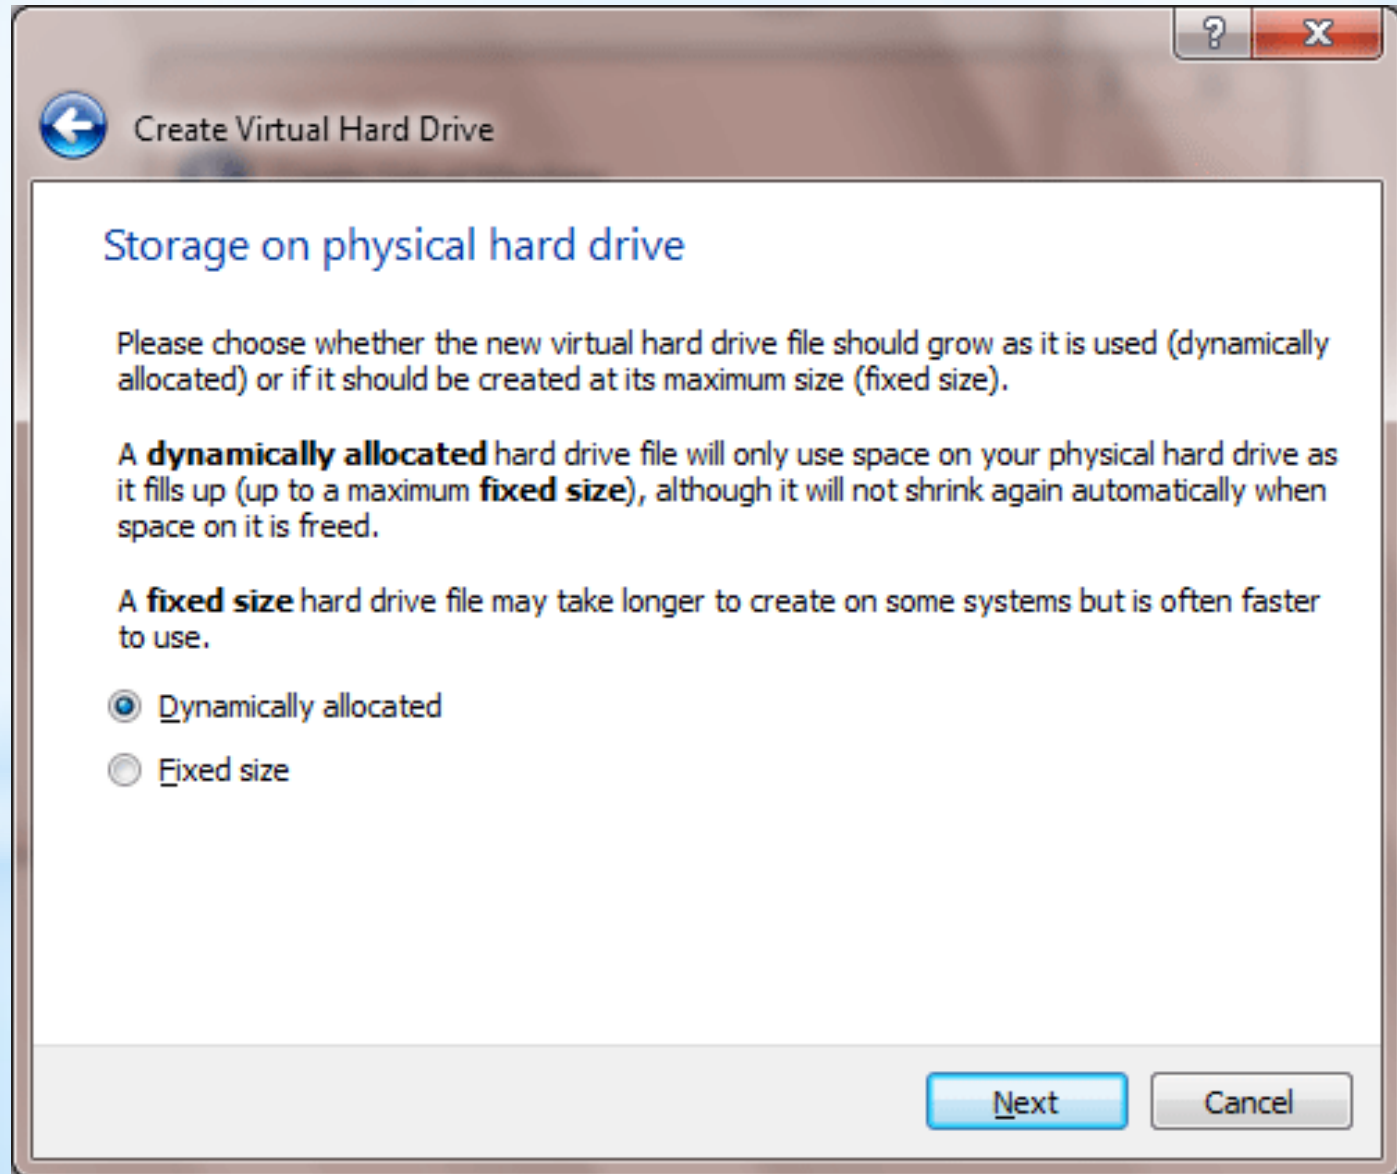 ?
Create Virtual Hard Drive
Storage on physical hard drive
Please choose whether the new virtual hard drive file should grow as it is used (dynamically
allocated) or if it should be created at its maximum size (fixed size).
A dynamically allocated hard drive file will only use space on your physical hard drive as
it fills up (up to a maximum fixed size), although it will not shrink again automatically when
space on it is freed.
A fixed size hard drive file may take longer to create on some systems but is often faster
to use.
Dynamically allocated
Fixed size
Next Cancel